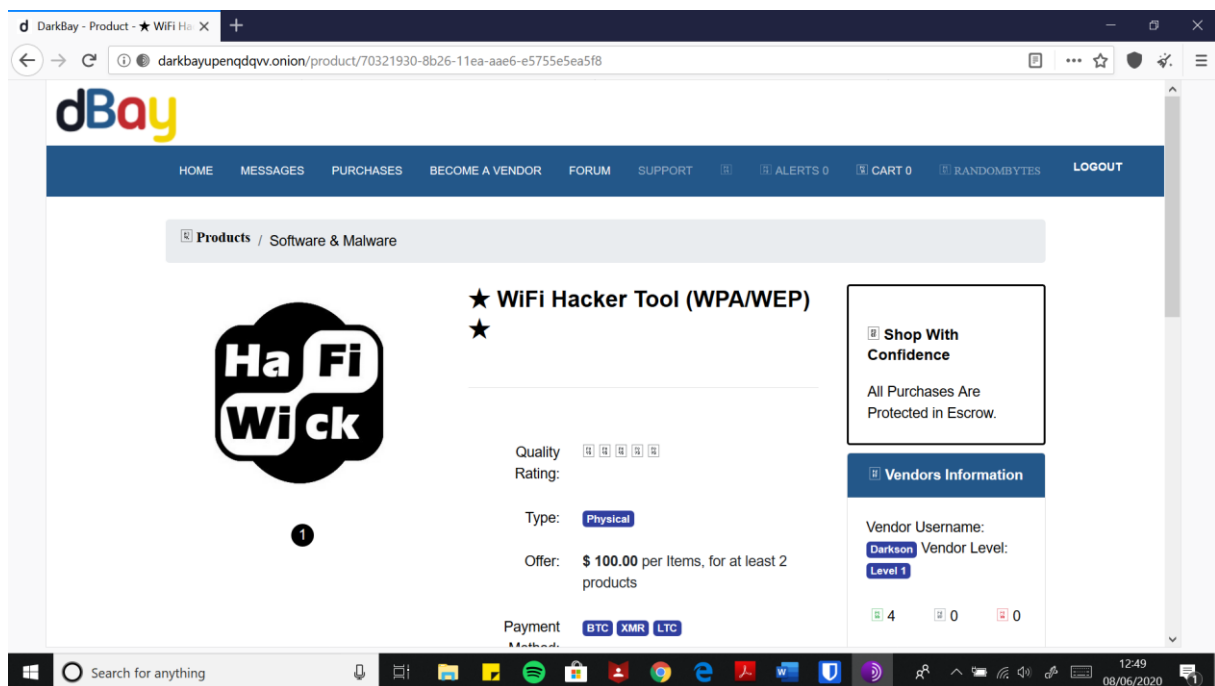 DarkBay - Product - ★ WiFi Ha
darkbayupenqdqvv.onion/product/70321930-8b26-11ea-aae6-e5755e5ea5f8
dBay
HOME MESSAGES PURCHASES BECOME A VENDOR FORUM SUPPORT ALERTS 0 CART 0 RANDOMBYTES LOGOUT
Products / Software & Malware
Ha Fi
Wi ck
1
★ WiFi Hacker Tool (WPA/WEP)
★
Quality
Rating:
Type: Physical
Offer: $ 100.00 per Items, for at least 2
products
Payment BTC XMR LTC
Method:
Shop With
Confidence
All Purchases Are
Protected in Escrow.
Vendors Information
Vendor Username:
Darkson Vendor Level:
Level 1
4 0 0
Search for anything
12:49
08/06/2020